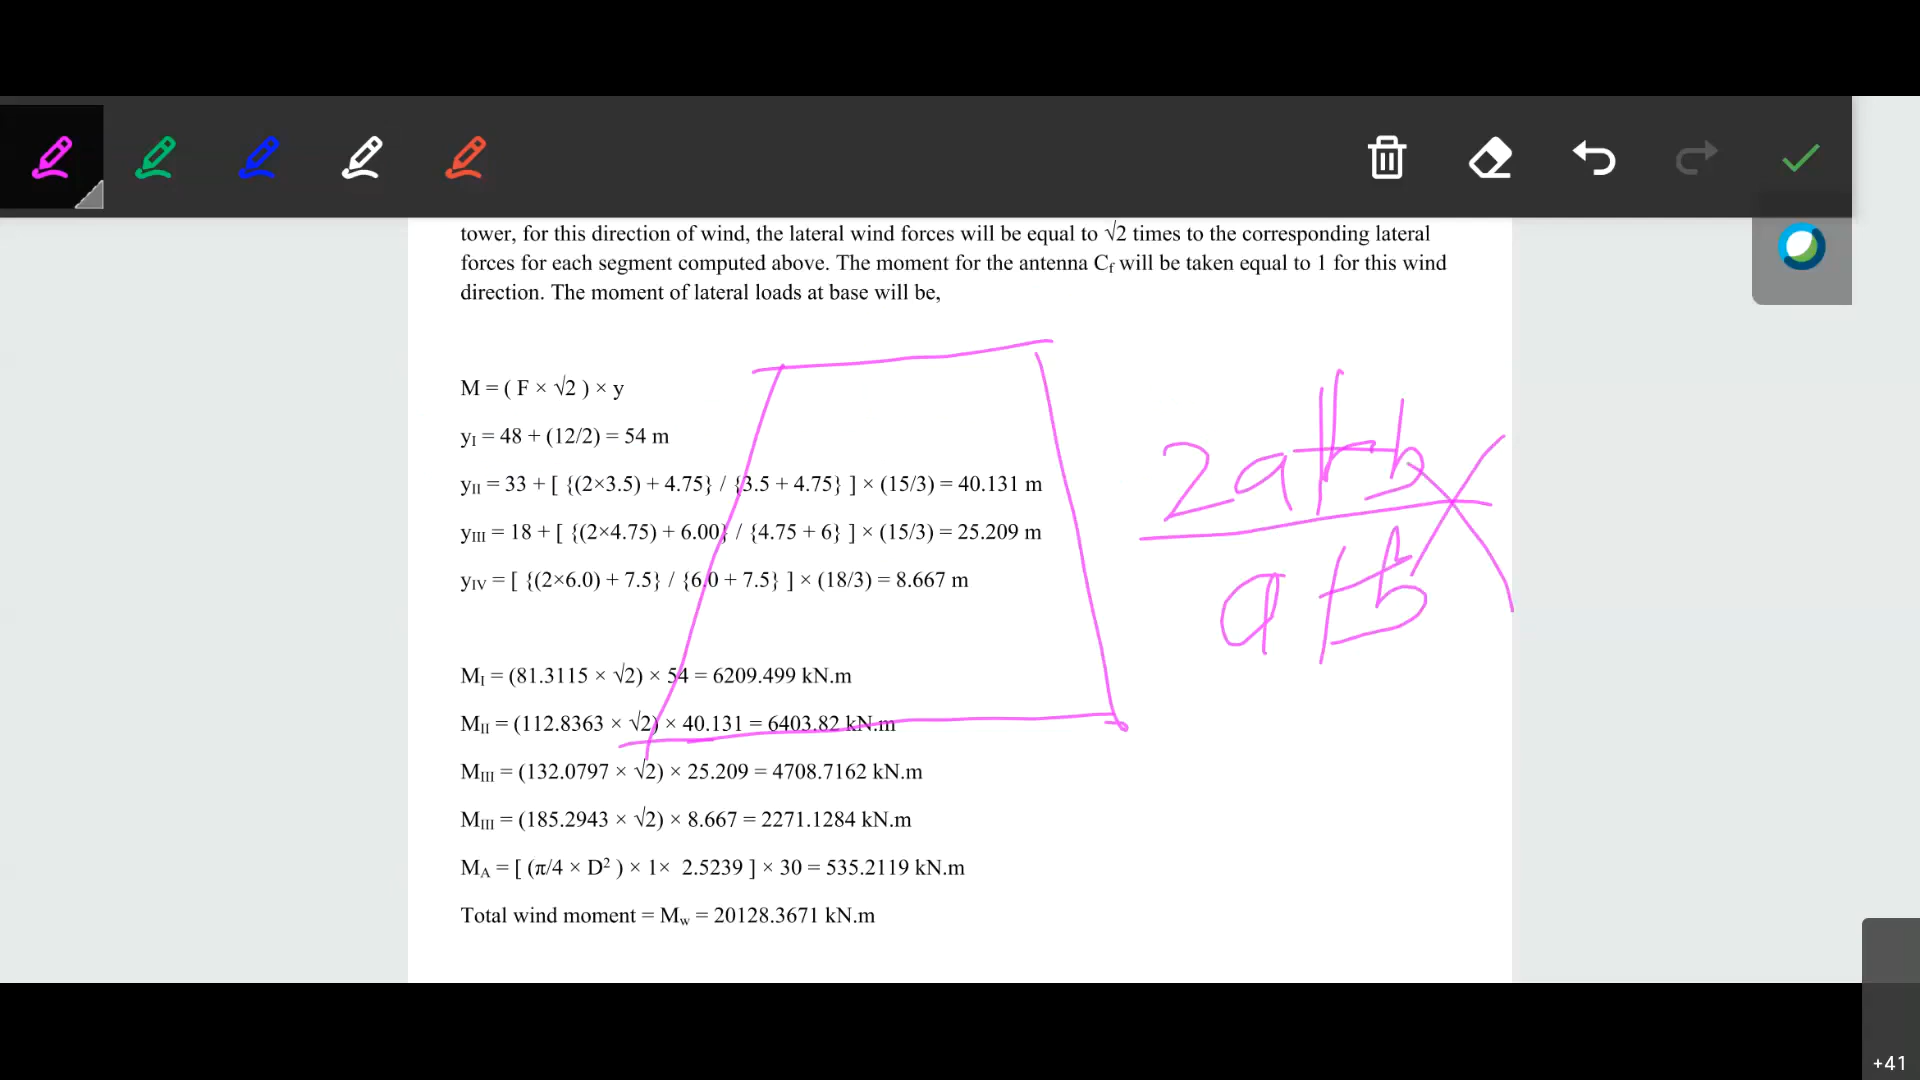 tower, for this direction of wind, the lateral wind forces will be equal to √2 times to the corresponding lateral
forces for each segment computed above. The moment for the antenna Cf will be taken equal to 1 for this wind
direction. The moment of lateral loads at base will be,
M = ( F × √2 ) × y
yI = 48 + (12/2) = 54 m
yII = 33 + [ {(2×3.5) + 4.75} / {3.5 + 4.75} ] × (15/3) = 40.131 m
yIII = 18 + [ {(2×4.75) + 6.00} / {4.75 + 6} ] × (15/3) = 25.209 m
yIV = [ {(2×6.0) + 7.5} / {6.0 + 7.5} ] × (18/3) = 8.667 m
2a+b
a+b
MI = (81.3115 × √2) × 54 = 6209.499 kN.m
MII = (112.8363 × √2) × 40.131 = 6403.82 kN.m
MIII = (132.0797 × √2) × 25.209 = 4708.7162 kN.m
MIII = (185.2943 × √2) × 8.667 = 2271.1284 kN.m
MA = [ (π/4 × D² ) × 1× 2.5239 ] × 30 = 535.2119 kN.m
Total wind moment = Mw = 20128.3671 kN.m
+41